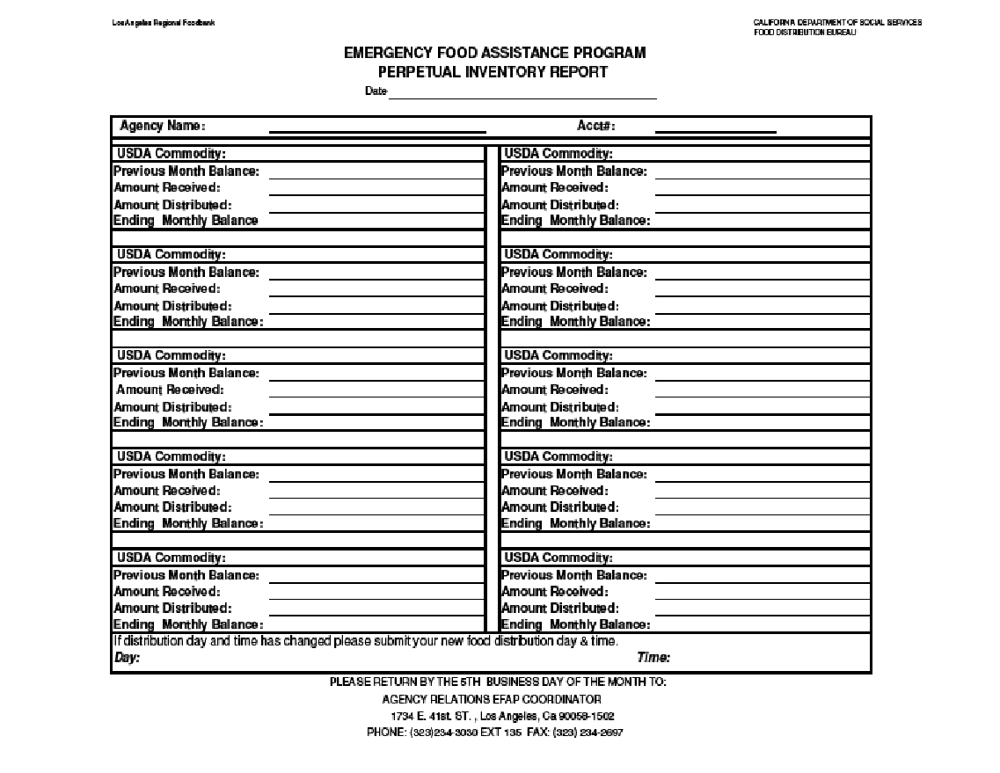 Los Angeles Regional Foodbank
CALIFORNIA DEPARTMENT OF SOCIAL SERVICES
FOOD DISTRIBUTION BUREAU
EMERGENCY FOOD ASSISTANCE PROGRAM
PERPETUAL INVENTORY REPORT
Date
Agency Name: Acct#:
USDA Commodity: USDA Commodity:
Previous Month Balance: Previous Month Balance:
Amount Received: Amount Received:
Amount Distributed: Amount Distributed:
Ending Monthly Balance Ending Monthly Balance:
USDA Commodity: USDA Commodity:
Previous Month Balance: Previous Month Balance:
Amount Received: Amount Received:
Amount Distributed: Amount Distributed:
Ending Monthly Balance: Ending Monthly Balance:
USDA Commodity: USDA Commodity:
Previous Month Balance: Previous Month Balance:
Amount Received: Amount Received:
Amount Distributed: Amount Distributed:
Ending Monthly Balance: Ending Monthly Balance:
USDA Commodity: USDA Commodity:
Previous Month Balance: Previous Month Balance:
Amount Received: Amount Received:
Amount Distributed: Amount Distributed:
Ending Monthly Balance: Ending Monthly Balance:
USDA Commodity: USDA Commodity:
Previous Month Balance: Previous Month Balance:
Amount Received: Amount Received:
Amount Distributed: Amount Distributed:
Ending Monthly Balance: Ending Monthly Balance:
If distribution day and time has changed please submit your new food distribution day & time.
Day: Time:
PLEASE RETURN BY THE 5TH BUSINESS DAY OF THE MONTH TO:
AGENCY RELATIONS EFAP COORDINATOR
1734 E. 41st. ST. , Los Angeles, Ca 90058-1502
PHONE: (323)234-3030 EXT 135 FAX: (323) 234-2697